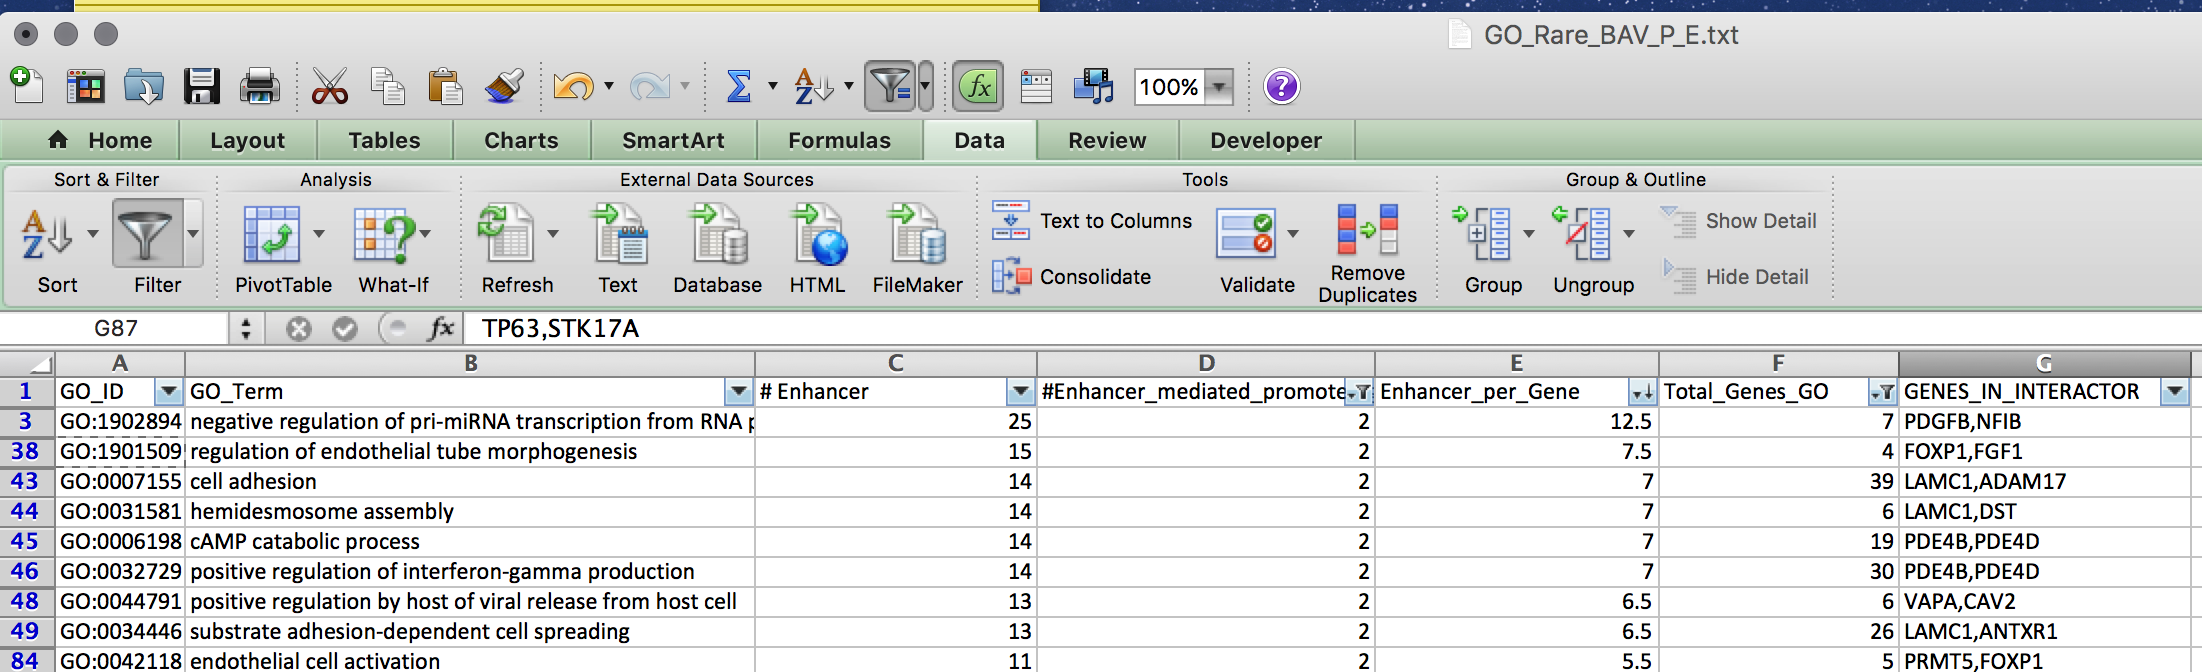 GO_Rare_BAV_P_E.txt
100%
Home Layout Tables Charts SmartArt Formulas Data Review Developer
Sort & Filter Analysis External Data Sources Tools Group & Outline
Sort Filter PivotTable What-If Refresh Text Database HTML FileMaker Text to Columns Consolidate Validate Remove Duplicates Group Ungroup Show Detail Hide Detail
G87 fx TP63,STK17A
A B C D E F G
1 GO_ID GO_Term # Enhancer #Enhancer_mediated_promote Enhancer_per_Gene Total_Genes_GO GENES_IN_INTERACTOR
3 GO:1902894 negative regulation of pri-miRNA transcription from RNA p 25 2 12.5 7 PDGFB,NFIB
38 GO:1901509 regulation of endothelial tube morphogenesis 15 2 7.5 4 FOXP1,FGF1
43 GO:0007155 cell adhesion 14 2 7 39 LAMC1,ADAM17
44 GO:0031581 hemidesmosome assembly 14 2 7 6 LAMC1,DST
45 GO:0006198 cAMP catabolic process 14 2 7 19 PDE4B,PDE4D
46 GO:0032729 positive regulation of interferon-gamma production 14 2 7 30 PDE4B,PDE4D
48 GO:0044791 positive regulation by host of viral release from host cell 13 2 6.5 6 VAPA,CAV2
49 GO:0034446 substrate adhesion-dependent cell spreading 13 2 6.5 26 LAMC1,ANTXR1
84 GO:0042118 endothelial cell activation 11 2 5.5 5 PRMT5,FOXP1